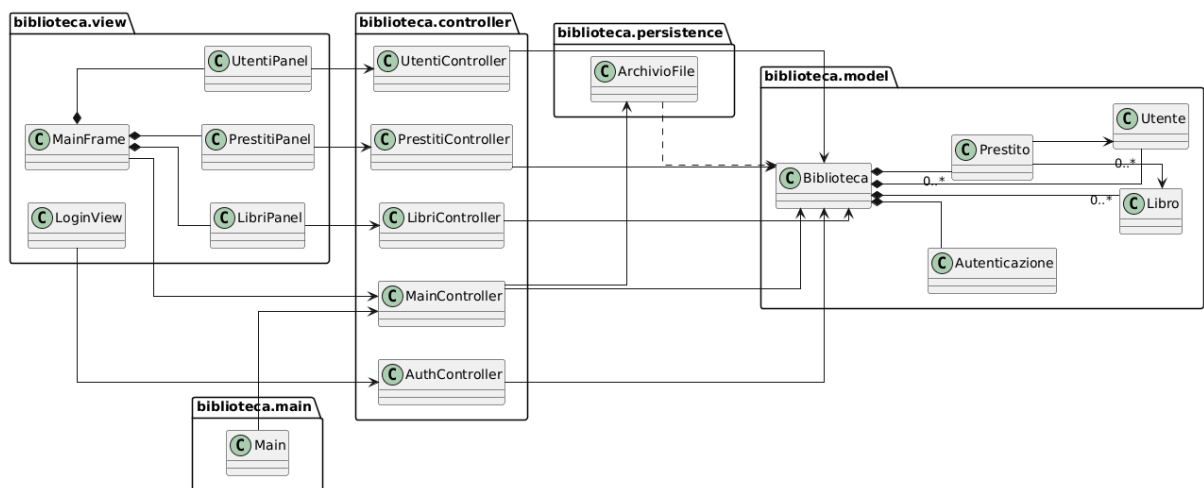 biblioteca.view
C UtentiPanel
C MainFrame
C PrestitiPanel
C LoginView
C LibriPanel
biblioteca.controller
C UtentiController
C PrestitiController
C LibriController
C MainController
C AuthController
biblioteca.main
C Main
biblioteca.persistence
C ArchivioFile
biblioteca.model
C Utente
C Prestito
0..*
C Biblioteca
0..*
0..*
C Libro
C Autenticazione